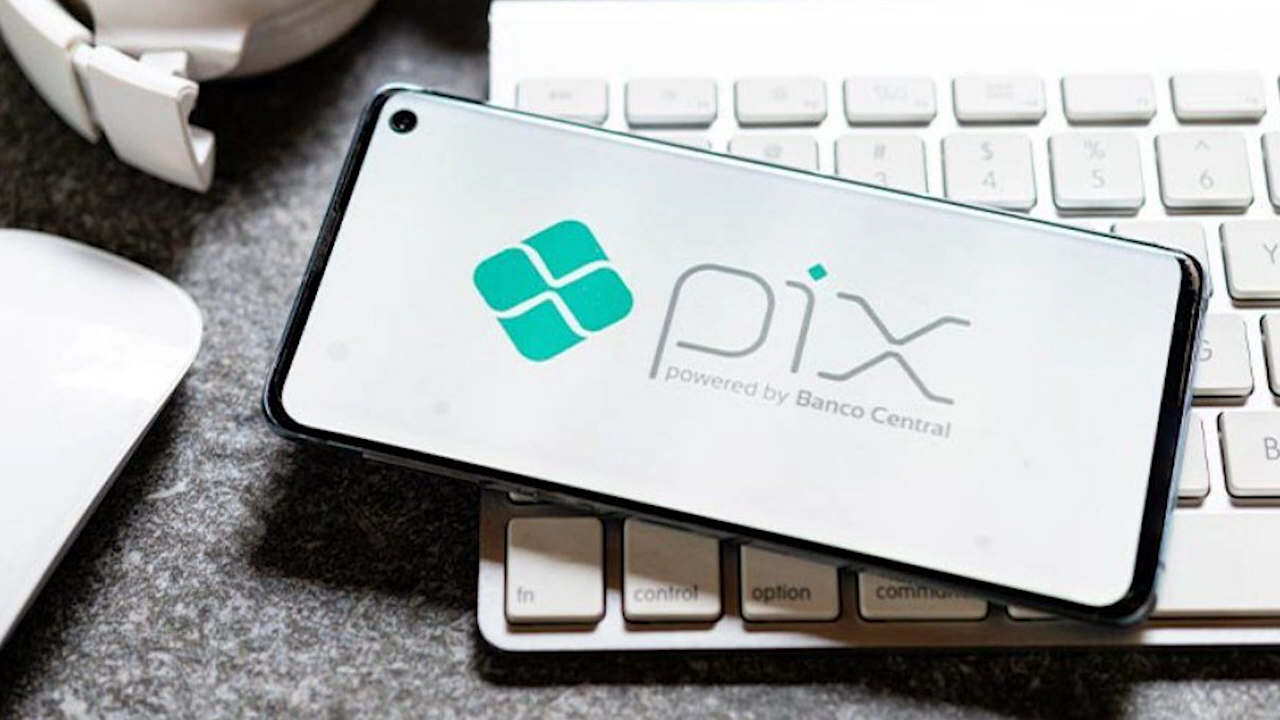 pix
powered by Banco Central
#
3
$
4
%
5
^
6
Y
G
B
fn
control
option